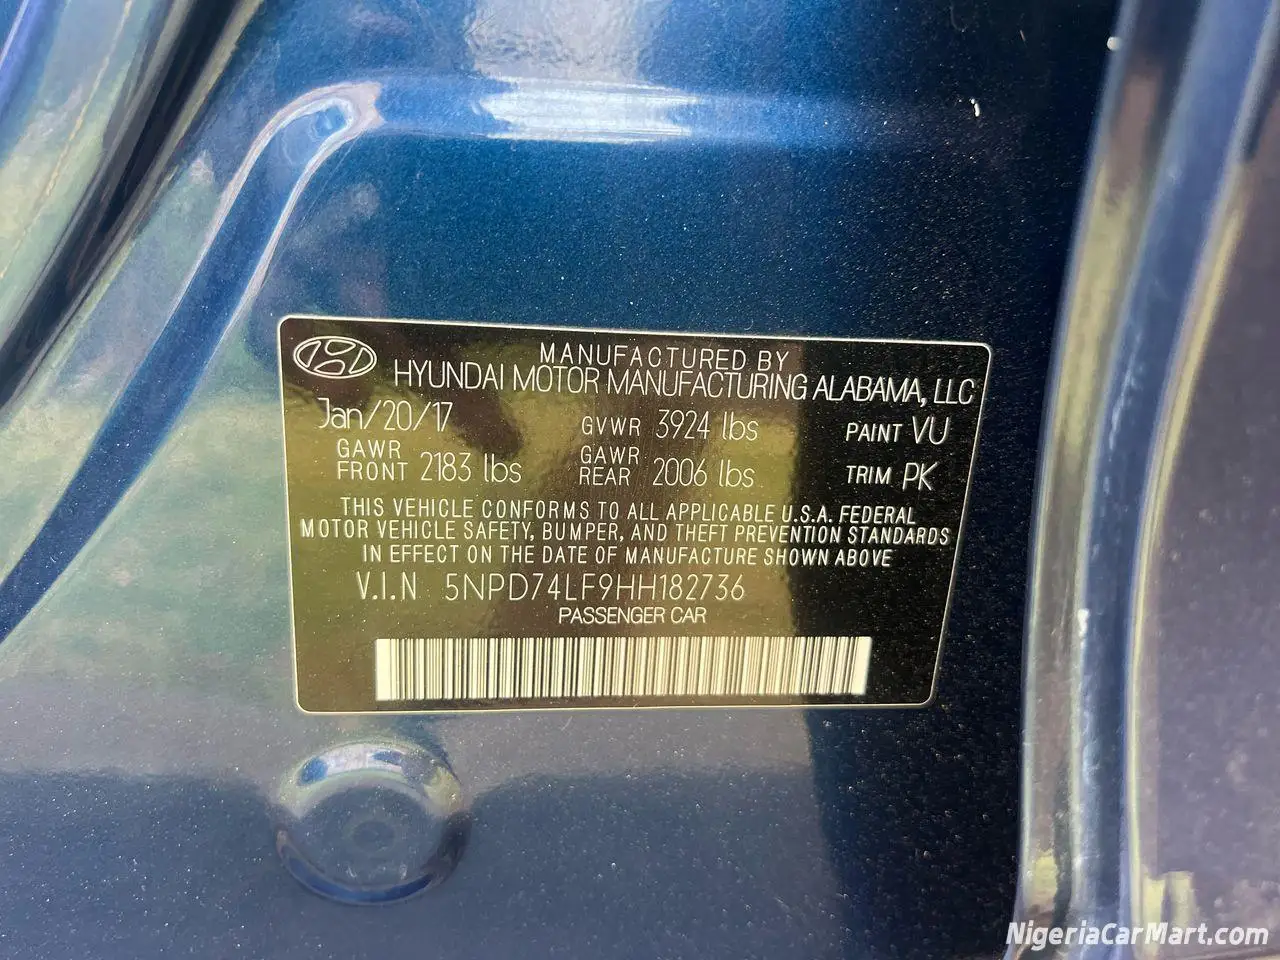 MANUFACTURED BY
HYUNDAI MOTOR MANUFACTURING ALABAMA, LLC
Jan/20/17 GVWR 3924 lbs PAINT VU
GAWR FRONT 2183 lbs GAWR REAR 2006 lbs TRIM PK
THIS VEHICLE CONFORMS TO ALL APPLICABLE U.S.A. FEDERAL
MOTOR VEHICLE SAFETY, BUMPER, AND THEFT PREVENTION STANDARDS
IN EFFECT ON THE DATE OF MANUFACTURE SHOWN ABOVE
V.I.N 5NPD74LF9HH182736
PASSENGER CAR
NigeriaCarMart.com